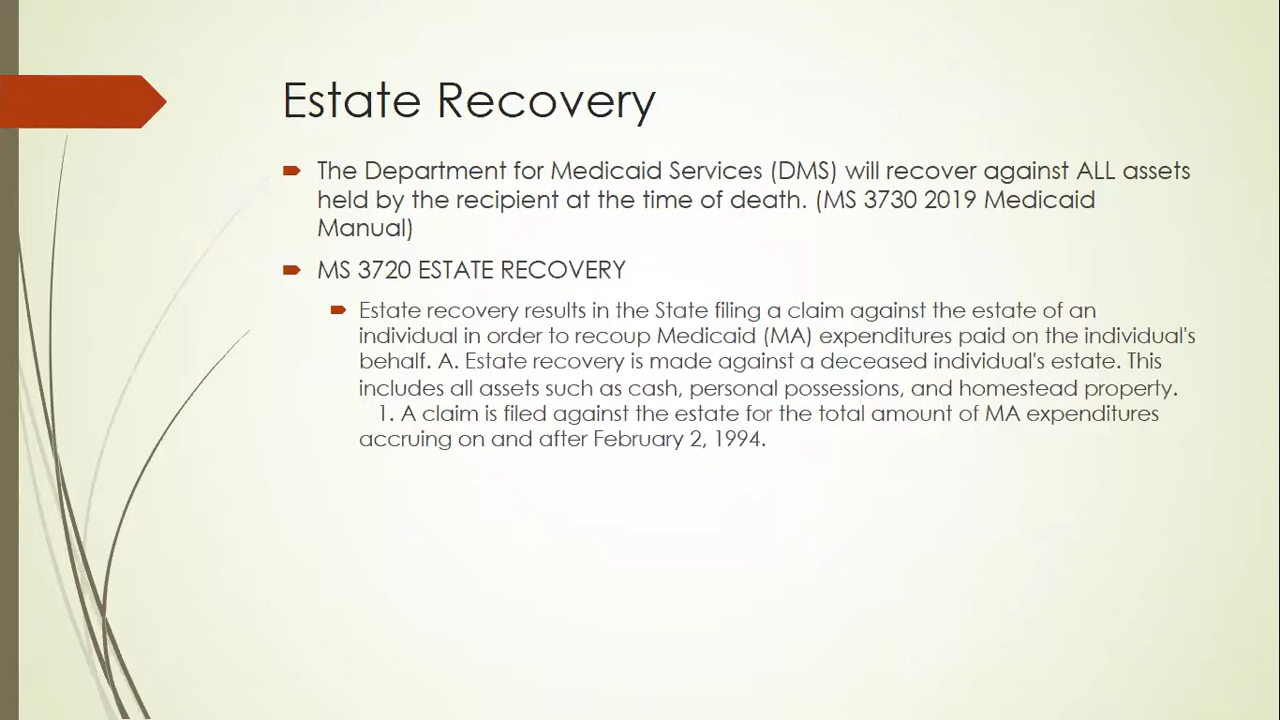 Estate Recovery
The Department for Medicaid Services (DMS) will recover against ALL assets
held by the recipient at the time of death. (MS 3730 2019 Medicaid
Manual)
MS 3720 ESTATE RECOVERY
Estate recovery results in the State filing a claim against the estate of an
individual in order to recoup Medicaid (MA) expenditures paid on the individual's
behalf. A. Estate recovery is made against a deceased individual's estate. This
includes all assets such as cash, personal possessions, and homestead property.
1. A claim is filed against the estate for the total amount of MA expenditures
accruing on and after February 2, 1994.